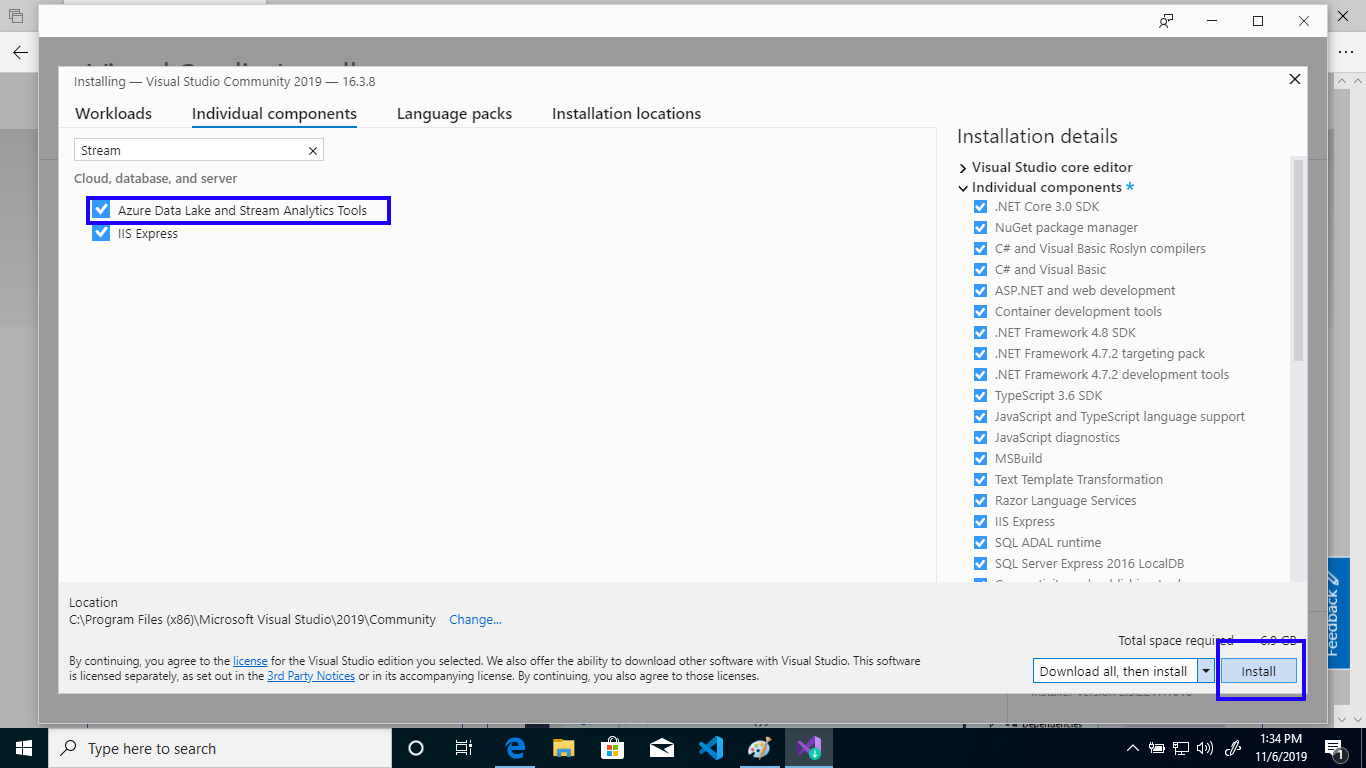 Installing — Visual Studio Community 2019 — 16.3.8
Workloads
Individual components
Language packs
Installation locations
Stream
Cloud, database, and server
Azure Data Lake and Stream Analytics Tools
IIS Express
Installation details
Visual Studio core editor
Individual components *
.NET Core 3.0 SDK
NuGet package manager
C# and Visual Basic Roslyn compilers
C# and Visual Basic
ASP.NET and web development
Container development tools
.NET Framework 4.8 SDK
.NET Framework 4.7.2 targeting pack
.NET Framework 4.7.2 development tools
TypeScript 3.6 SDK
JavaScript and TypeScript language support
JavaScript diagnostics
MSBuild
Text Template Transformation
Razor Language Services
IIS Express
SQL ADAL runtime
SQL Server Express 2016 LocalDB
Location
C:\Program Files (x86)\Microsoft Visual Studio\2019\Community Change...
By continuing, you agree to the license for the Visual Studio edition you selected. We also offer the ability to download other software with Visual Studio. This software
is licensed separately, as set out in the 3rd Party Notices or in its accompanying license. By continuing, you also agree to those licenses.
Total space required 6.9 GB
Download all, then install
Install
Feedback
Type here to search
1:34 PM
11/6/2019
1